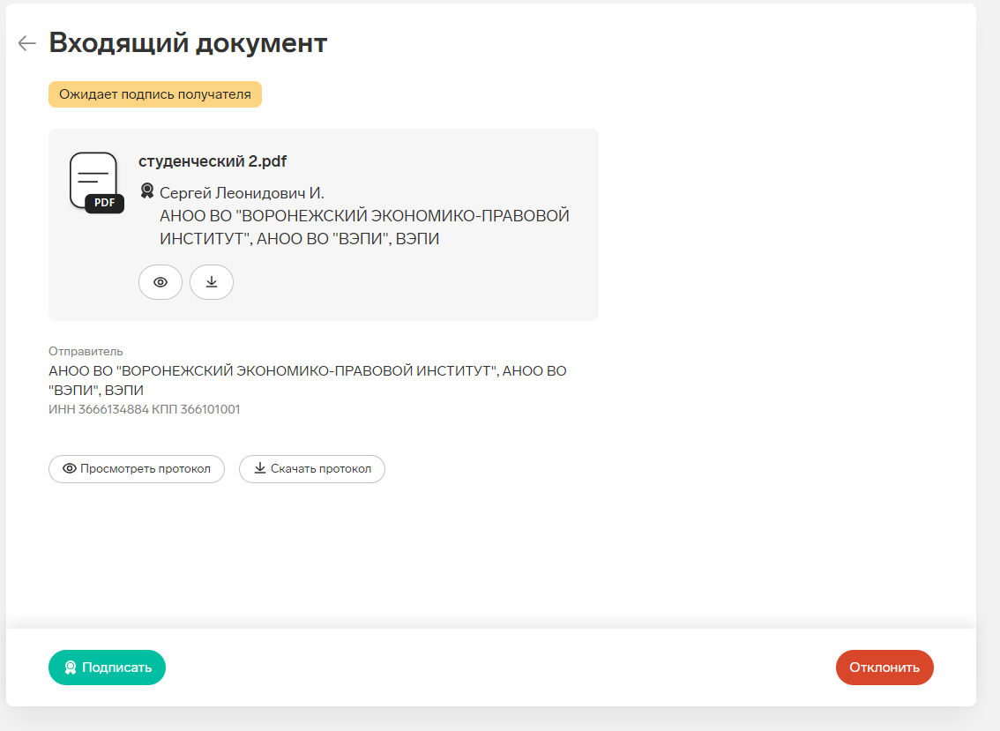 Входящий документ
Ожидает подпись получателя
студенческий 2.pdf
PDF
Сергей Леонидович И.
АНОО ВО "ВОРОНЕЖСКИЙ ЭКОНОМИКО-ПРАВОВОЙ
ИНСТИТУТ", АНОО ВО "ВЭПИ", ВЭПИ
Отправитель
АНОО ВО "ВОРОНЕЖСКИЙ ЭКОНОМИКО-ПРАВОВОЙ ИНСТИТУТ", АНОО ВО
"ВЭПИ", ВЭПИ
ИНН 3666134884 КПП 366101001
Просмотреть протокол
Скачать протокол
Подписать
Отклонить